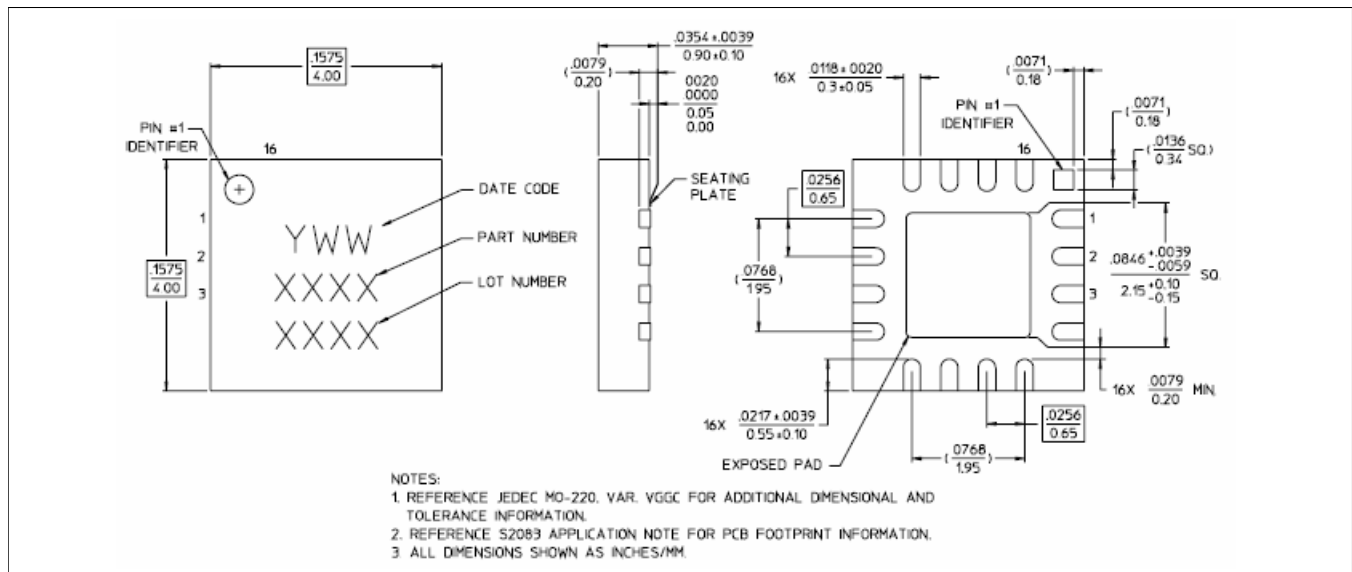 .1575
4.00
PIN #1
IDENTIFIER
16
1
2
3
.1575
4.00
YWW
XXXX
XXXX
DATE CODE
PART NUMBER
LOT NUMBER
.0354±.0039
0.90±0.10
(.0079
0.20)
0020
0000
0.05
0.00
SEATING
PLATE
16X .0118±0020
0.3±0.05
(.0071
0.18)
PIN #1
IDENTIFIER
16
(.0071
0.18)
(.0136
0.34 SQ.)
.0256
0.65
(.0768
1.95)
1
2
3
.0846 +.0039
-.0059
2.15 +0.10
-0.15
SQ.
16X .0217±.0039
0.55±0.10
16X .0079
0.20 MIN.
.0256
0.65
(.0768
1.95)
EXPOSED PAD
NOTES:
1. REFERENCE JEDEC MO-220, VAR. VGGC FOR ADDITIONAL DIMENSIONAL AND
TOLERANCE INFORMATION.
2. REFERENCE S2083 APPLICATION NOTE FOR PCB FOOTPRINT INFORMATION.
3 ALL DIMENSIONS SHOWN AS INCHES/MM.